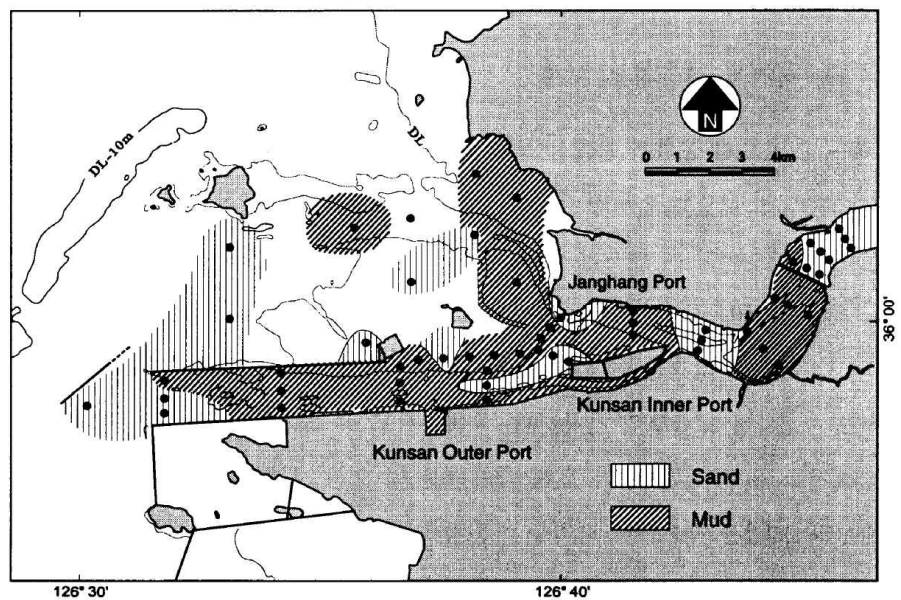 N
DL-10m
DL
0 1 2 3 4km
Janghang Port
36° 00'
Kunsan Inner Port
Kunsan Outer Port
Sand
Mud
126° 30'
126° 40'